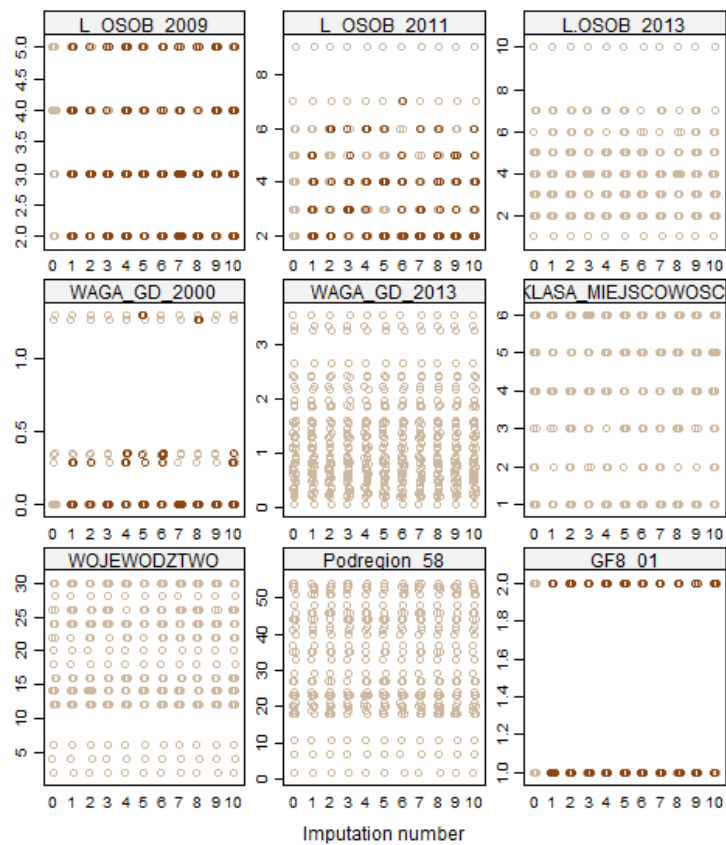 L_OSOB_2009 L_OSOB_2011 L.OSOB_2013
5.0 4.5 4.0 3.5 3.0 2.5 2.0
8 6 4 2
10 8 6 4 2
0 1 2 3 4 5 6 7 8 9 10 0 1 2 3 4 5 6 7 8 9 10 0 1 2 3 4 5 6 7 8 9 10
WAGA_GD_2000 WAGA_GD_2013 KLASA_MIEJSCOWOSC
1.0 0.5 0.0
3 2 1 0
6 5 4 3 2 1
0 1 2 3 4 5 6 7 8 9 10 0 1 2 3 4 5 6 7 8 9 10 0 1 2 3 4 5 6 7 8 9 10
WOJEWODZTWO Podregion_58 GF8_01
30 25 20 15 10 5
50 40 30 20 10 0
2.0 1.8 1.6 1.4 1.2 1.0
0 1 2 3 4 5 6 7 8 9 10 0 1 2 3 4 5 6 7 8 9 10 0 1 2 3 4 5 6 7 8 9 10
Imputation number